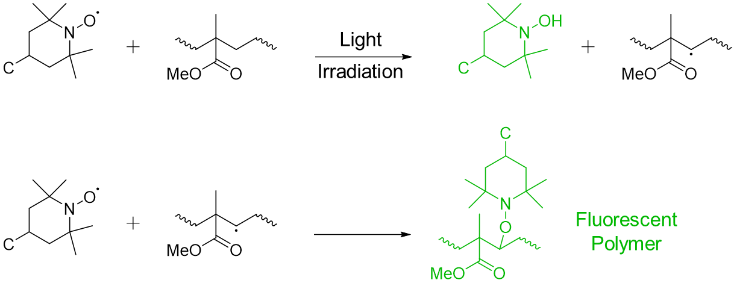 O•
N
C
+
MeO
O
Light
Irradiation
OH
N
C
+
MeO
O
•
O•
N
C
+
MeO
O
•
C
N
O
MeO
O
Fluorescent
Polymer